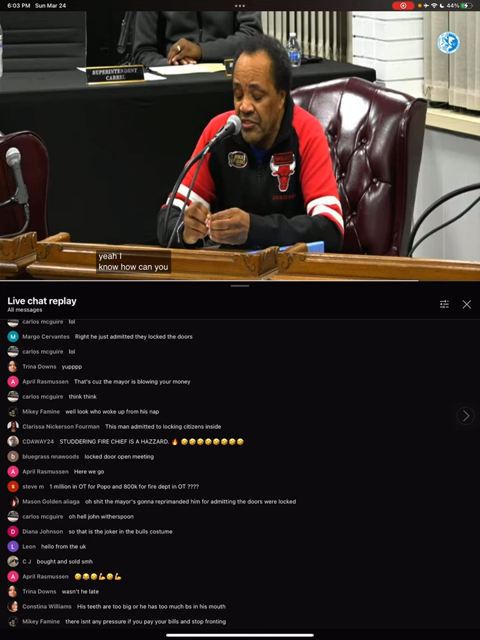 6:03 PM Sun Mar 24
44%
SUPERINTENDENT
CARREL
yeah I
know how can you
Live chat replay
All messages
carlos mcguire lol
M Margo Cervantes Right he just admitted they locked the doors
carlos mcguire lol
Trina Downs yupppp
A April Rasmussen That's cuz the mayor is blowing your money
carlos mcguire think think
Mikey Famine well look who woke up from his nap
Clarissa Nickerson Fourman This man admitted to locking citizens inside
CDAWAY24 STUDDERING FIRE CHIEF IS A HAZZARD. 🔥 🤣🤣🤣🤣🤣🤣🤣🤣
b bluegrass nnawoods locked door open meeting
A April Rasmussen Here we go
s steve m 1 million in OT for Popo and 800k for fire dept in OT ????
Mason Golden aliaga oh shit the mayor's gonna reprimanded him for admitting the doors were locked
carlos mcguire oh hell john witherspoon
D Diana Johnson so that is the joker in the bulls costume
L Leon hello from the uk
C J bought and sold smh
A April Rasmussen 🤣😂🤣💪🤣💪
Trina Downs wasn't he late
Constina Williams His teeth are too big or he has too much bs in his mouth
Mikey Famine there isnt any pressure if you pay your bills and stop fronting